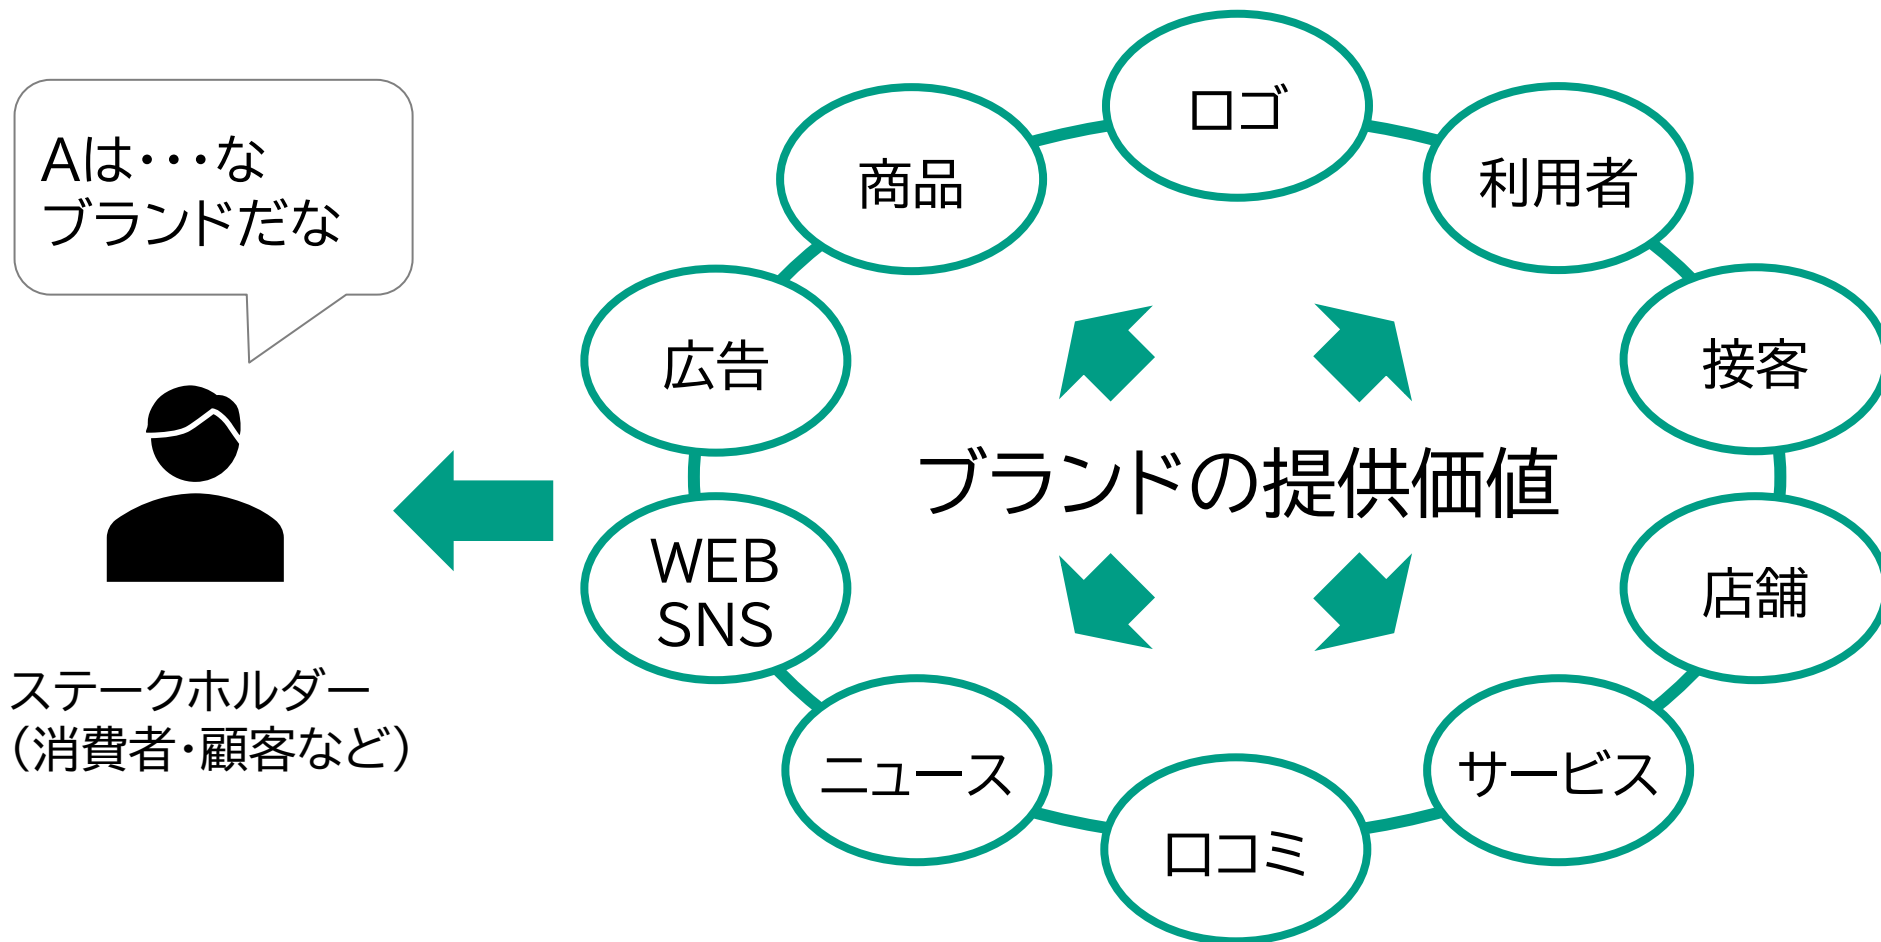 Aは・・・な
ブランドだな
ステークホルダー
（消費者・顧客など）
ロゴ
商品
利用者
広告
接客
ブランドの提供価値
WEB
SNS
店舗
ニュース
サービス
口コミ